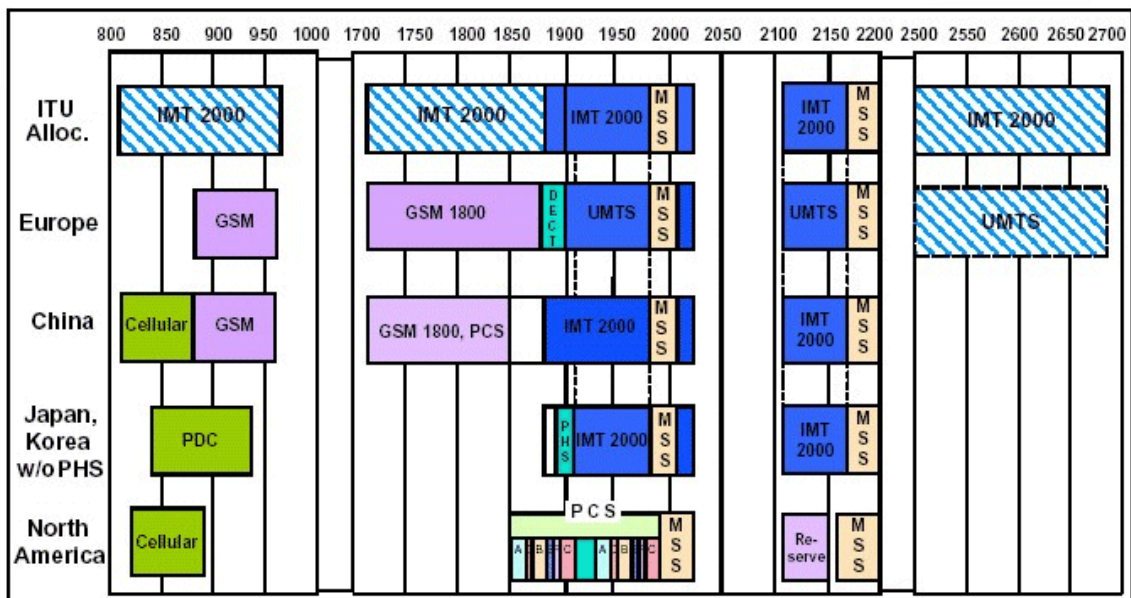 800 850 900 950 1000 1700 1750 1800 1850 1900 1950 2000 2050 2100 2150 2200 2500 2550 2600 2650 2700
ITU
Alloc.
IMT 2000
IMT 2000
IMT 2000
M
S
S
IMT
2000
M
S
S
IMT 2000
Europe
GSM
GSM 1800
D
E
C
T
UMTS
M
S
S
UMTS
M
S
S
UMTS
China
Cellular
GSM
GSM 1800, PCS
IMT 2000
M
S
S
IMT
2000
M
S
S
Japan,
Korea
w/o PHS
PDC
P
H
S
IMT 2000
M
S
S
IMT
2000
M
S
S
North
America
Cellular
P C S
A B C A B C
M
S
S
Re-
serve
M
S
S